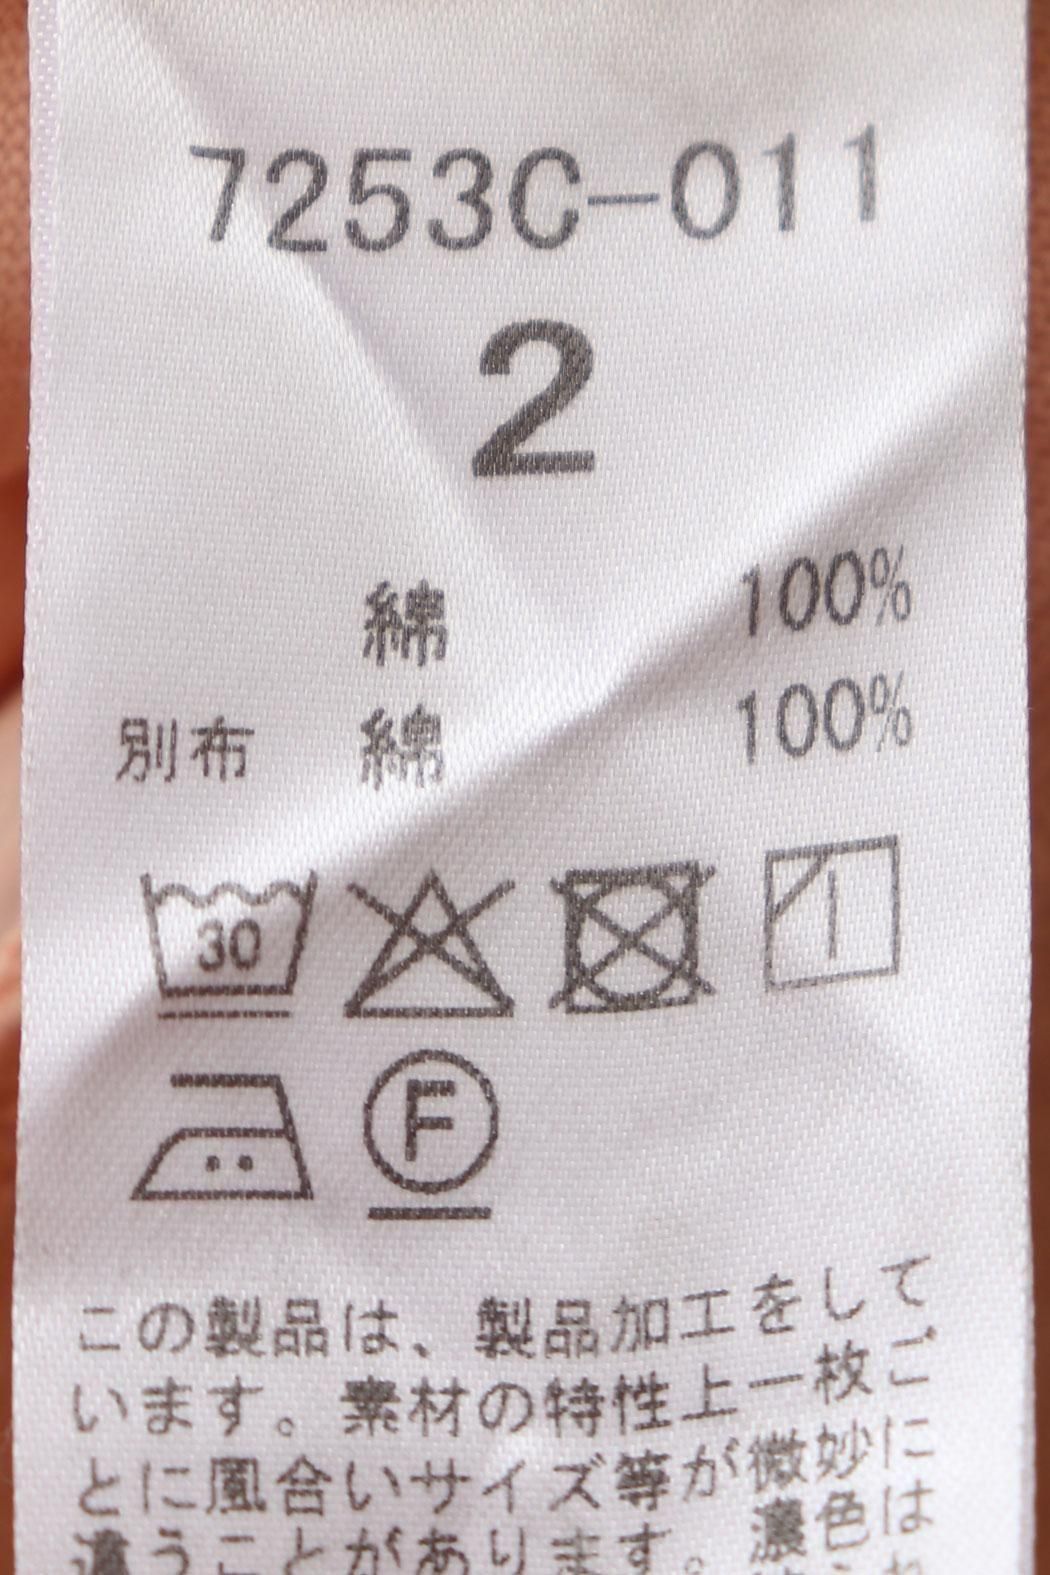 7253C-011
2
綿 100%
別布 綿 100%
30
F
この製品は、製品加工をして
います。素材の特性上一枚ご
とに風合いサイズ等が微妙に
違うことがあります。濃色は